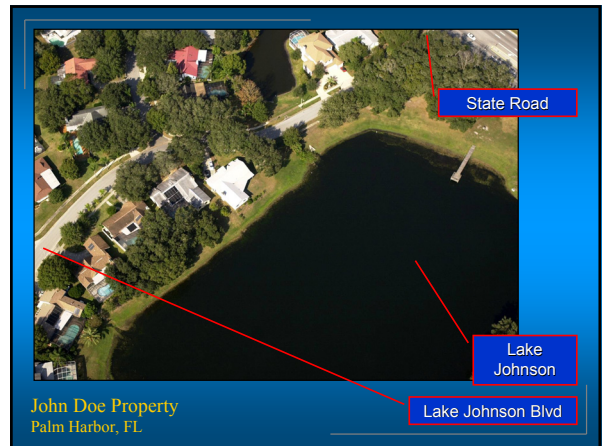 State Road
Lake
Johnson
Lake Johnson Blvd
John Doe Property
Palm Harbor, FL